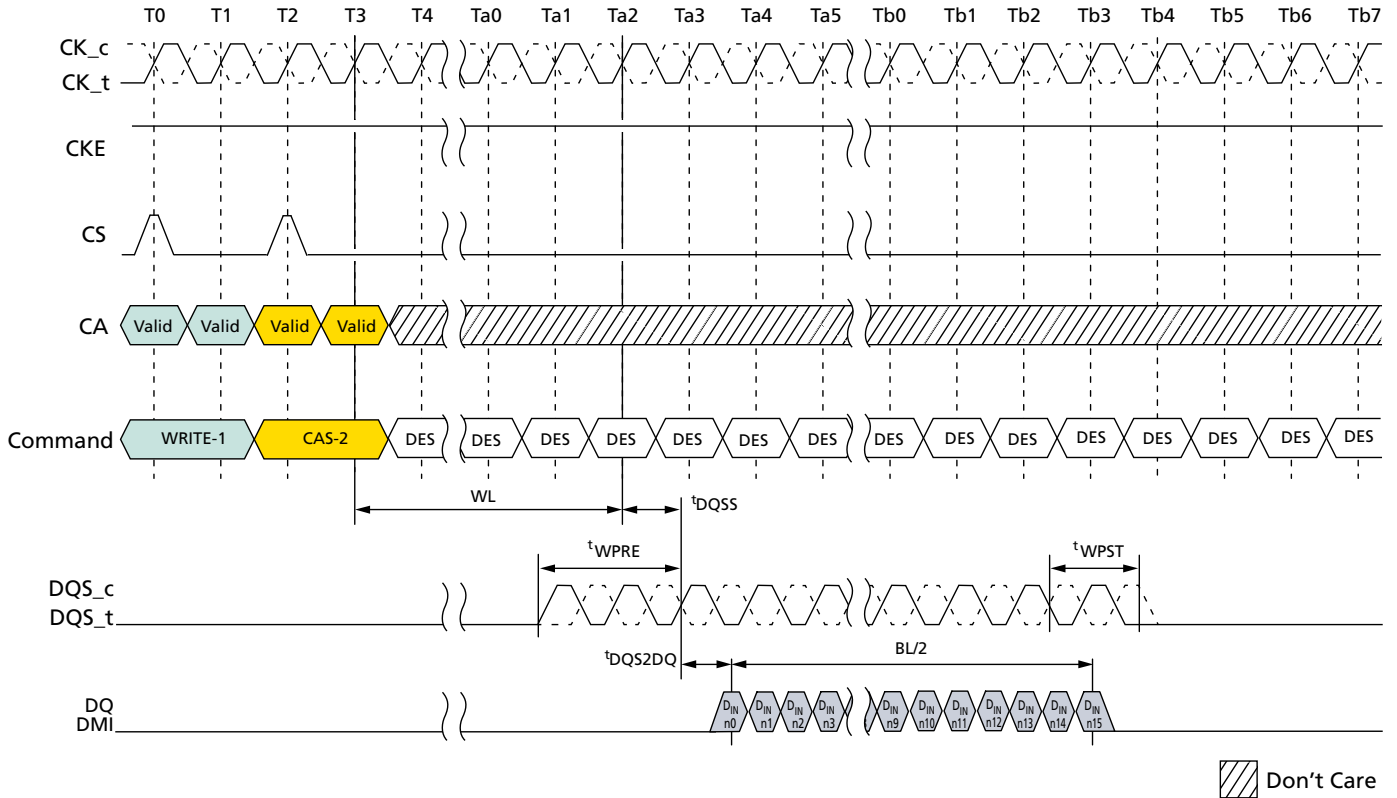 T0 T1 T2 T3 T4 Ta0 Ta1 Ta2 Ta3 Ta4 Ta5 Tb0 Tb1 Tb2 Tb3 Tb4 Tb5 Tb6 Tb7
CK_c
CK_t
CKE
CS
CA Valid Valid Valid Valid
Command WRITE-1 CAS-2 DES DES DES DES DES DES DES DES DES DES DES DES DES DES DES
WL tDQSS
tWPRE tWPST
DQS_c
DQS_t
tDQS2DQ BL/2
DQ DIN n0 DIN n1 DIN n2 DIN n3 DIN n9 DIN n10 DIN n11 DIN n12 DIN n13 DIN n14 DIN n15
DMI
Don't Care